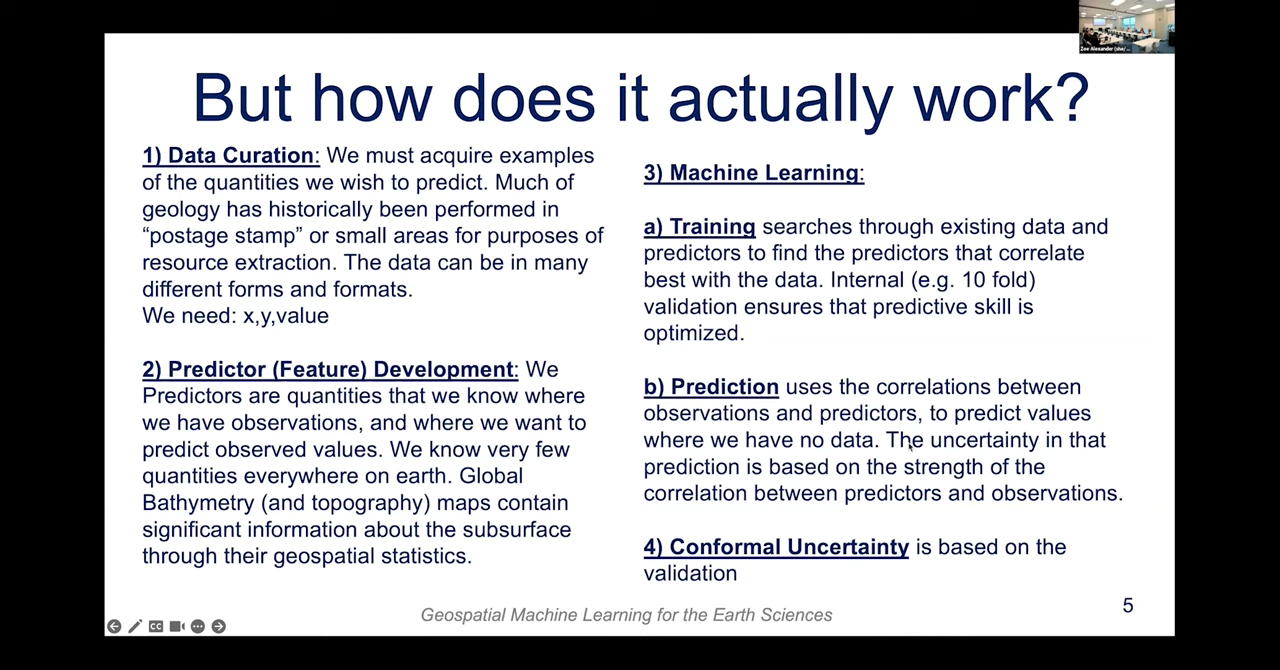 Zoe Alexander (she/...
But how does it actually work?
1) Data Curation: We must acquire examples
of the quantities we wish to predict. Much of
geology has historically been performed in
“postage stamp” or small areas for purposes of
resource extraction. The data can be in many
different forms and formats.
We need: x,y,value
2) Predictor (Feature) Development: We
Predictors are quantities that we know where
we have observations, and where we want to
predict observed values. We know very few
quantities everywhere on earth. Global
Bathymetry (and topography) maps contain
significant information about the subsurface
through their geospatial statistics.
3) Machine Learning:
a) Training searches through existing data and
predictors to find the predictors that correlate
best with the data. Internal (e.g. 10 fold)
validation ensures that predictive skill is
optimized.
b) Prediction uses the correlations between
observations and predictors, to predict values
where we have no data. The uncertainty in that
prediction is based on the strength of the
correlation between predictors and observations.
4) Conformal Uncertainty is based on the
validation
Geospatial Machine Learning for the Earth Sciences
5
CC